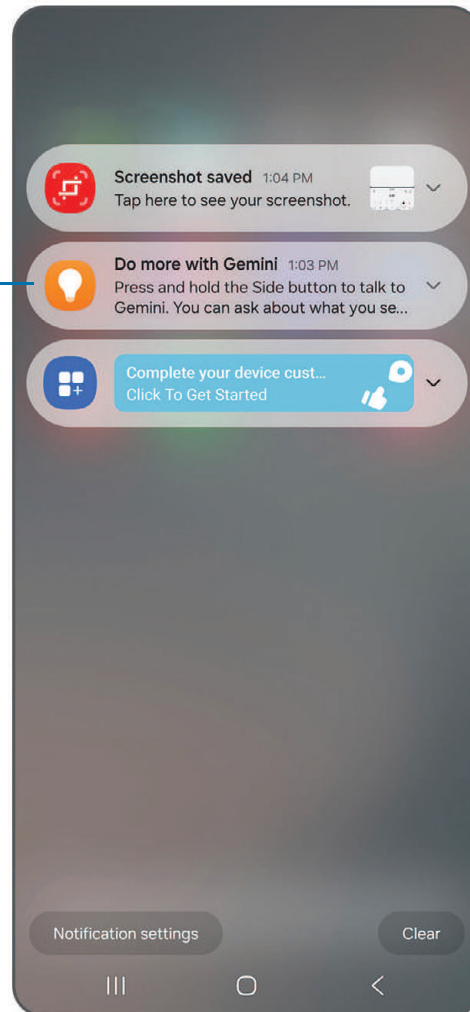 Screenshot saved 1:04 PM
Tap here to see your screenshot.
Do more with Gemini 1:03 PM
Press and hold the Side button to talk to
Gemini. You can ask about what you se...
Complete your device cust...
Click To Get Started
Notification settings
Clear